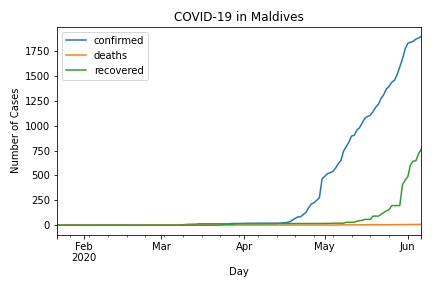 COVID-19 in Maldives
confirmed
deaths
recovered
Number of Cases
1750
1500
1250
1000
750
500
250
0
Feb
2020
Mar
Apr
May
Jun
Day